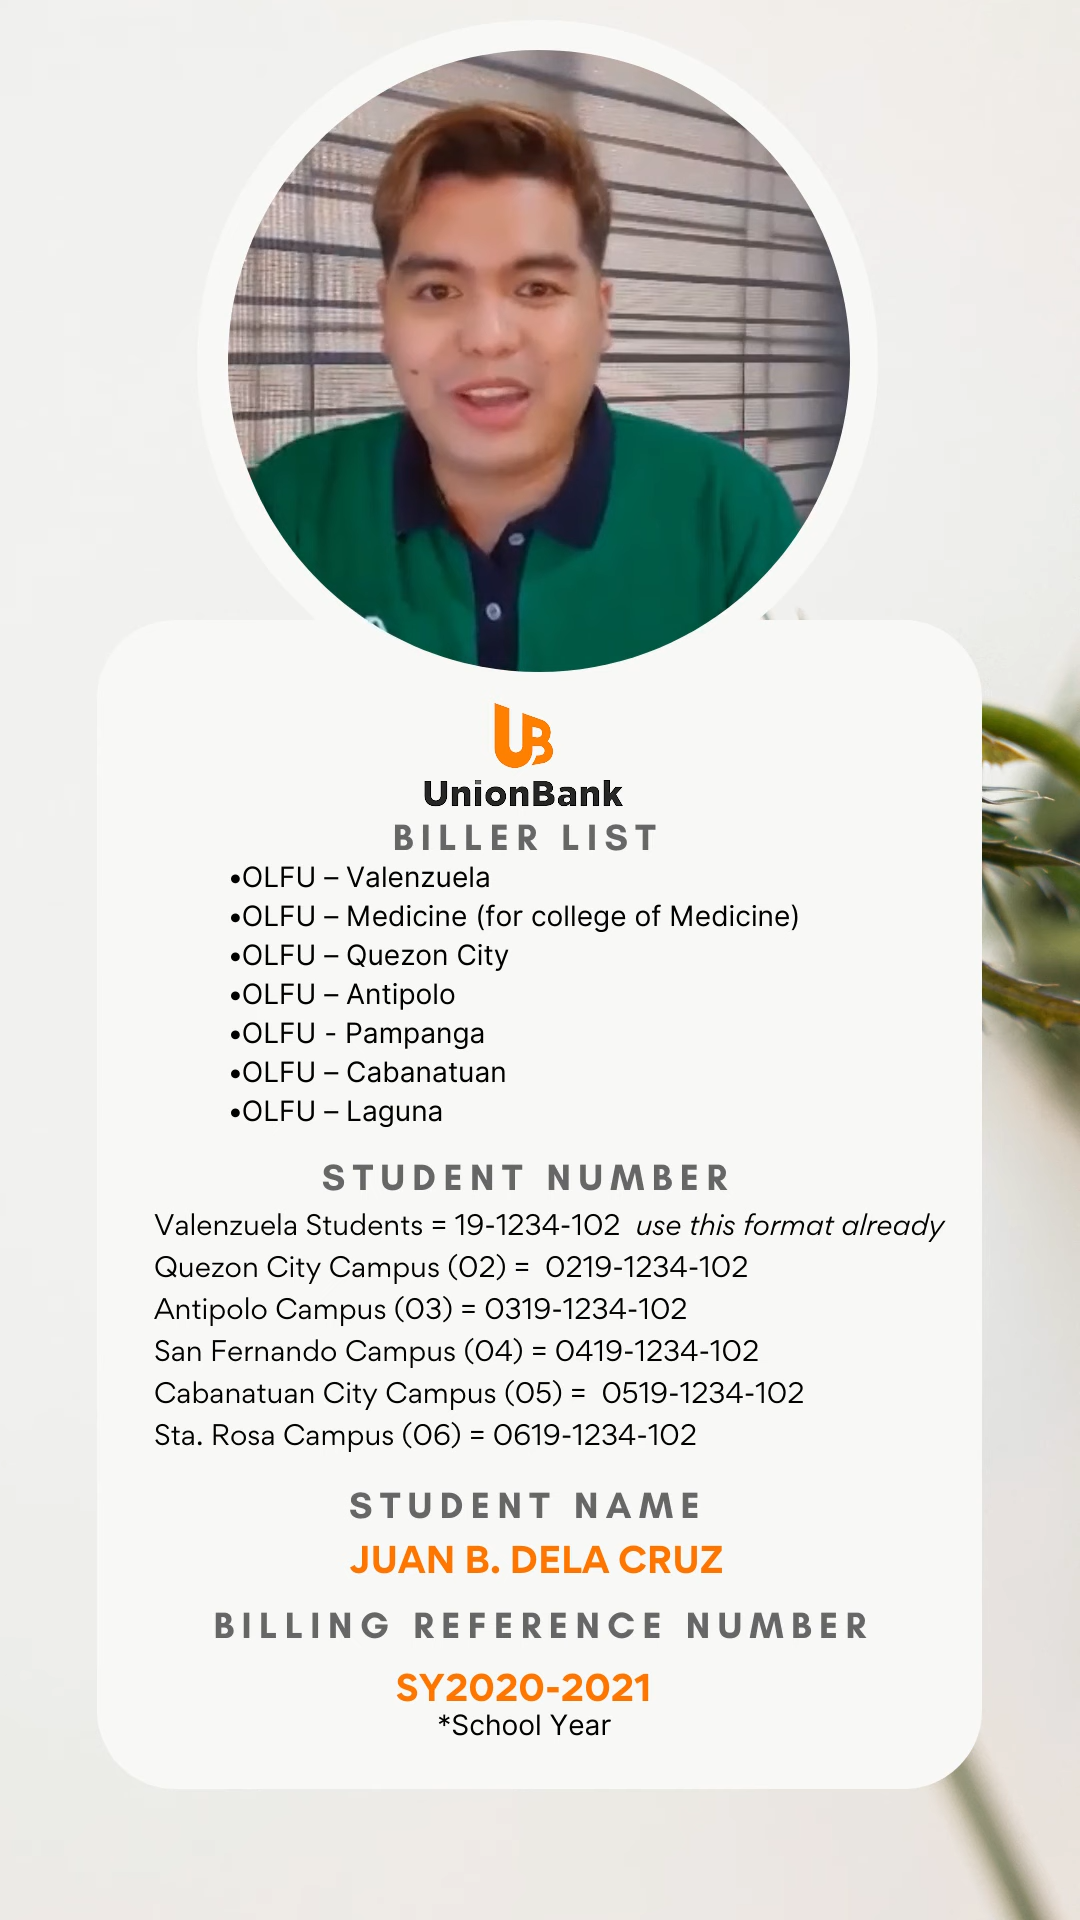 UB
UnionBank
BILLER LIST
•OLFU – Valenzuela
•OLFU – Medicine (for college of Medicine)
•OLFU – Quezon City
•OLFU – Antipolo
•OLFU - Pampanga
•OLFU – Cabanatuan
•OLFU – Laguna
STUDENT NUMBER
Valenzuela Students = 19-1234-102  use this format already
Quezon City Campus (02) =  0219-1234-102
Antipolo Campus (03) = 0319-1234-102
San Fernando Campus (04) = 0419-1234-102
Cabanatuan City Campus (05) =  0519-1234-102
Sta. Rosa Campus (06) = 0619-1234-102
STUDENT NAME
JUAN B. DELA CRUZ
BILLING REFERENCE NUMBER
SY2020-2021
*School Year